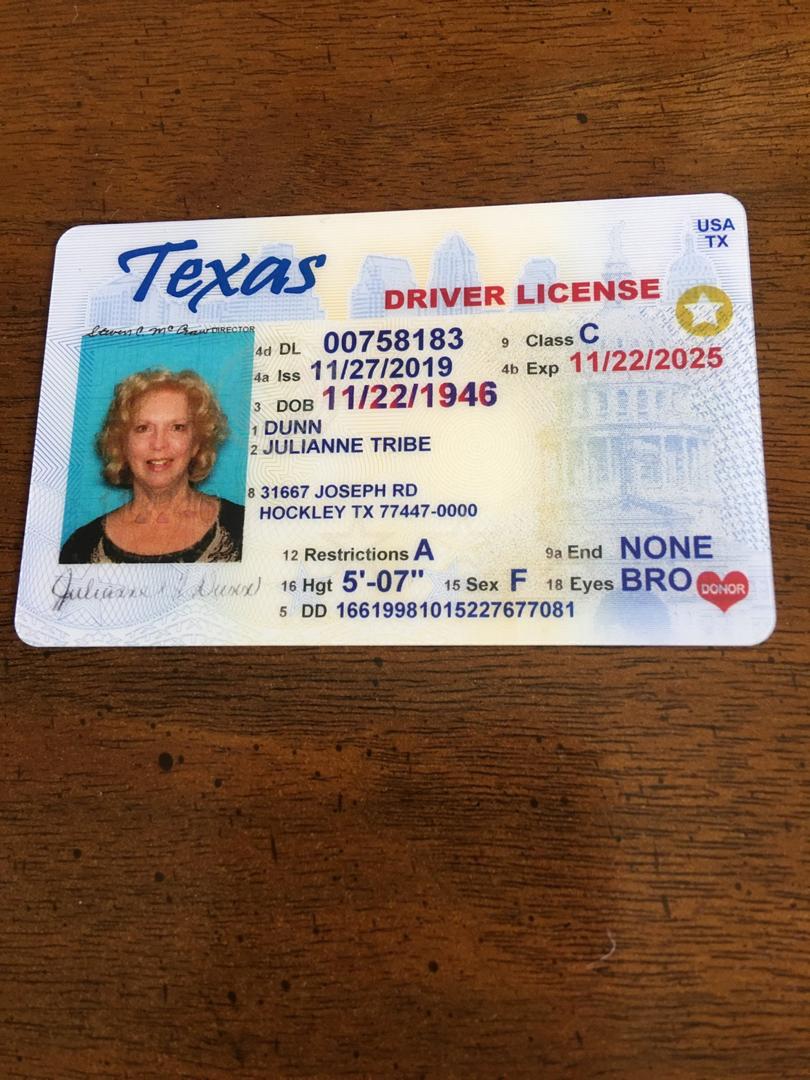 USA
TX
Texas
DRIVER LICENSE
Steven C. McCraw DIRECTOR
4d DL 00758183 9 Class C
4a Iss 11/27/2019 4b Exp 11/22/2025
3 DOB 11/22/1946
1 DUNN
2 JULIANNE TRIBE
8 31667 JOSEPH RD
HOCKLEY TX 77447-0000
12 Restrictions A 9a End NONE
16 Hgt 5'-07" 15 Sex F 18 Eyes BRO
DONOR
5 DD 16619981015227677081
Julianne T Dunn